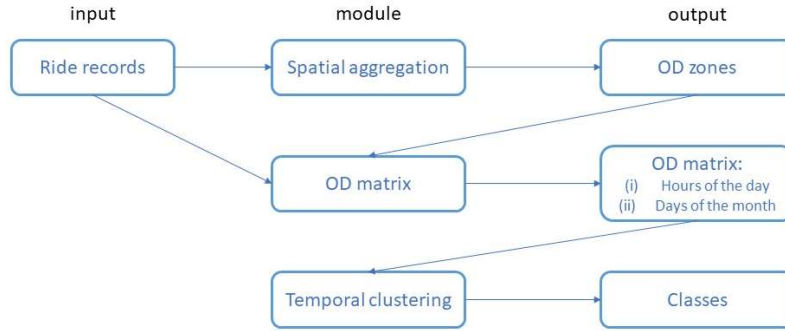 input module output
Ride records Spatial aggregation OD zones
OD matrix
OD matrix:
(i) Hours of the day
(ii) Days of the month
Temporal clustering Classes